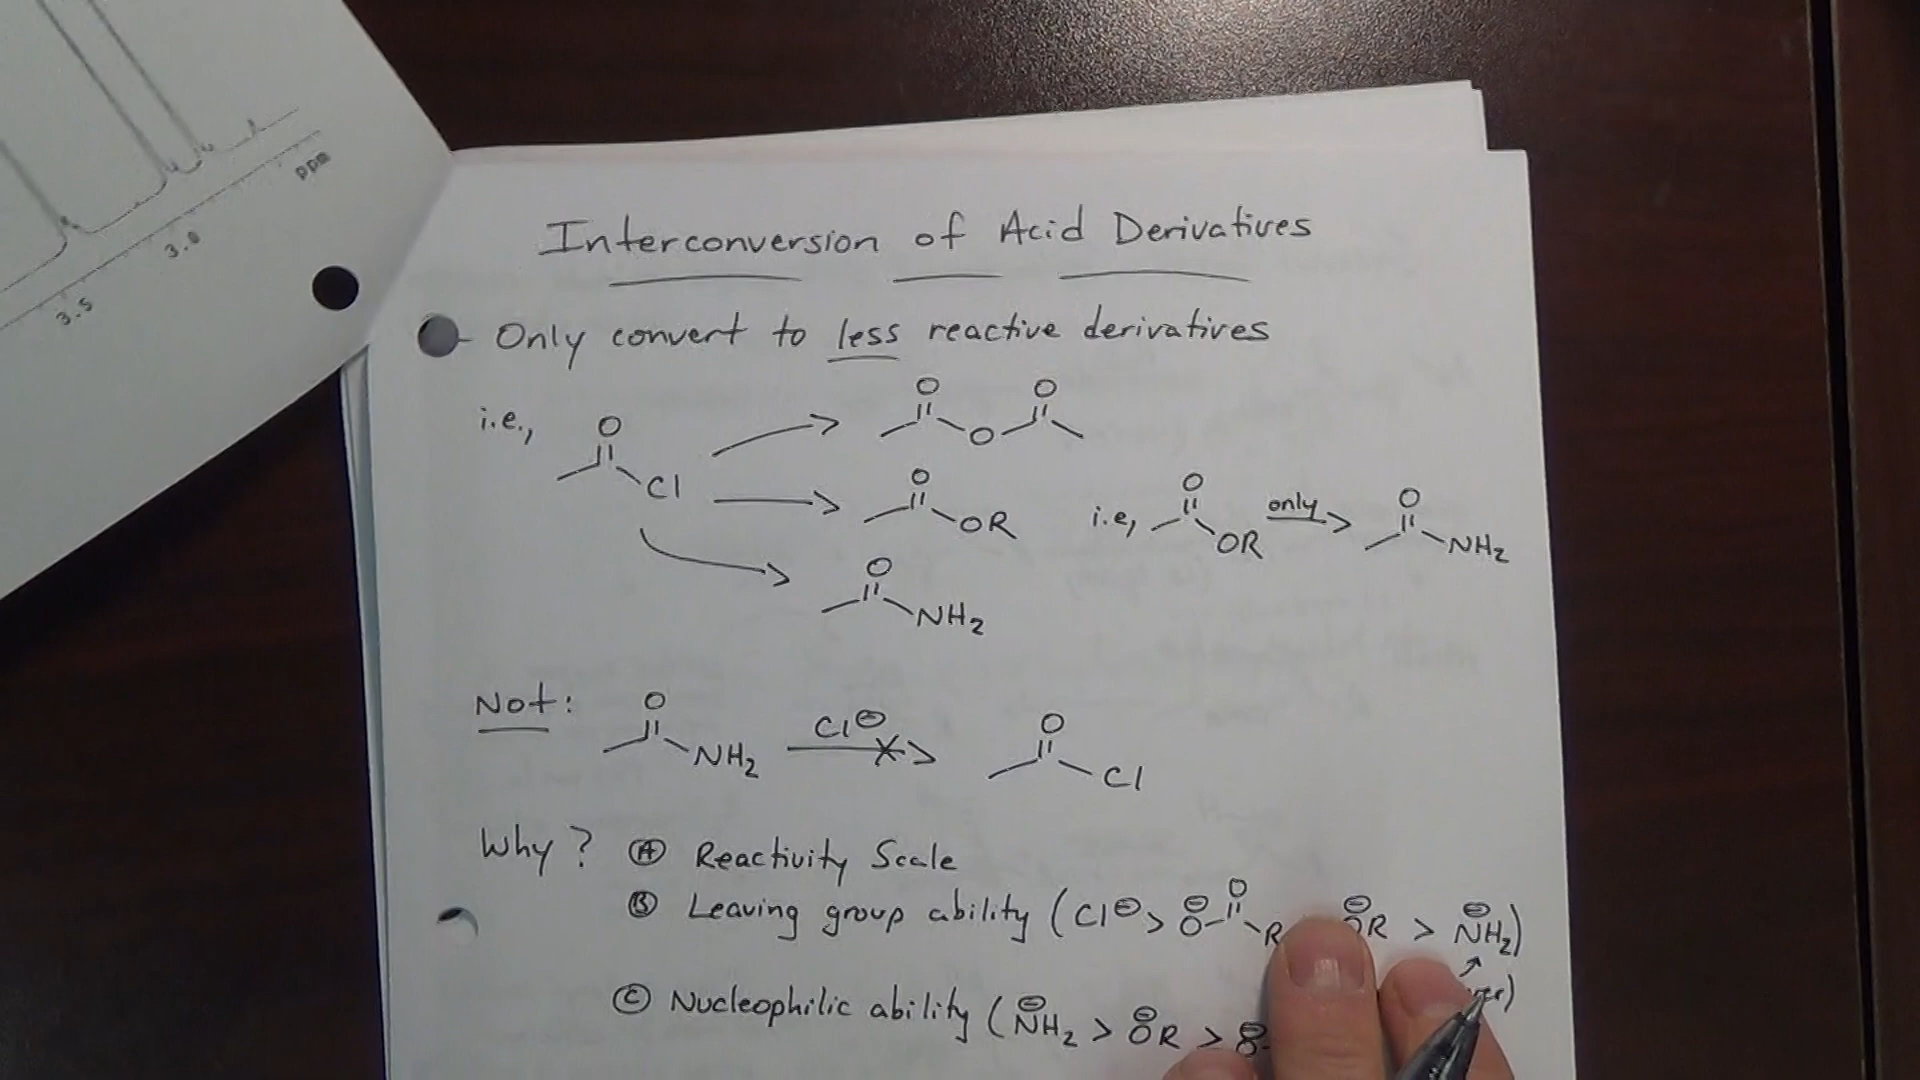 ppm
3.0
3.5
Interconversion of Acid Derivatives
- Only convert to less reactive derivatives
i.e., O Cl
O O O
O OR i.e, O OR only O NH2
O NH2
Not: O NH2 Cl⊖ O Cl
Why? Ⓐ Reactivity Scale
Ⓑ Leaving group ability (Cl⊖ > ⊖O O R ⊖OR > ⊖NH2)
Ⓒ Nucleophilic ability (⊖NH2 > ⊖OR > ⊖O